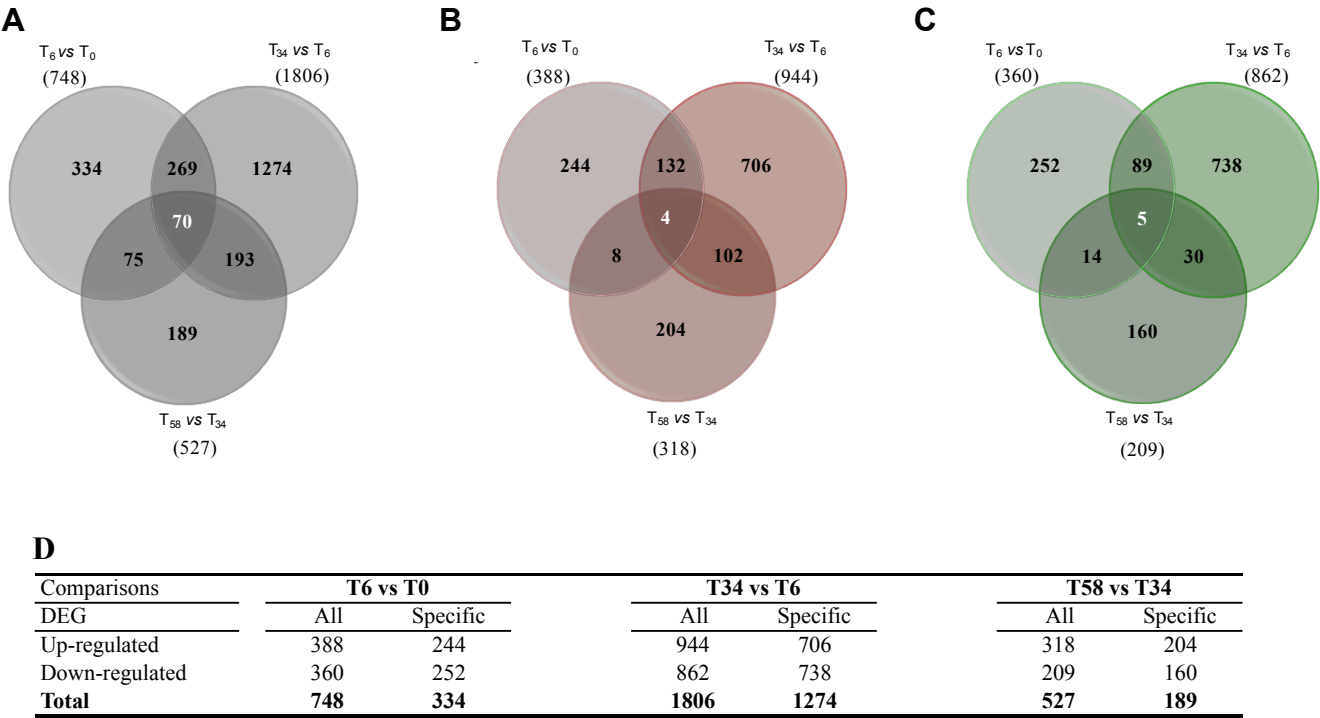 A
B
C
T6 vs T0
(748)
T34 vs T6
(1806)
334
269
1274
70
75
193
189
T58 vs T34
(527)
T6 vs T0
(388)
T34 vs T6
(944)
244
132
706
4
8
102
204
T58 vs T34
(318)
T6 vs T0
(360)
T34 vs T6
(862)
252
89
738
5
14
30
160
T58 vs T34
(209)
D
Comparisons T6 vs T0 T34 vs T6 T58 vs T34
DEG All Specific All Specific All Specific
Up-regulated 388 244 944 706 318 204
Down-regulated 360 252 862 738 209 160
Total 748 334 1806 1274 527 189